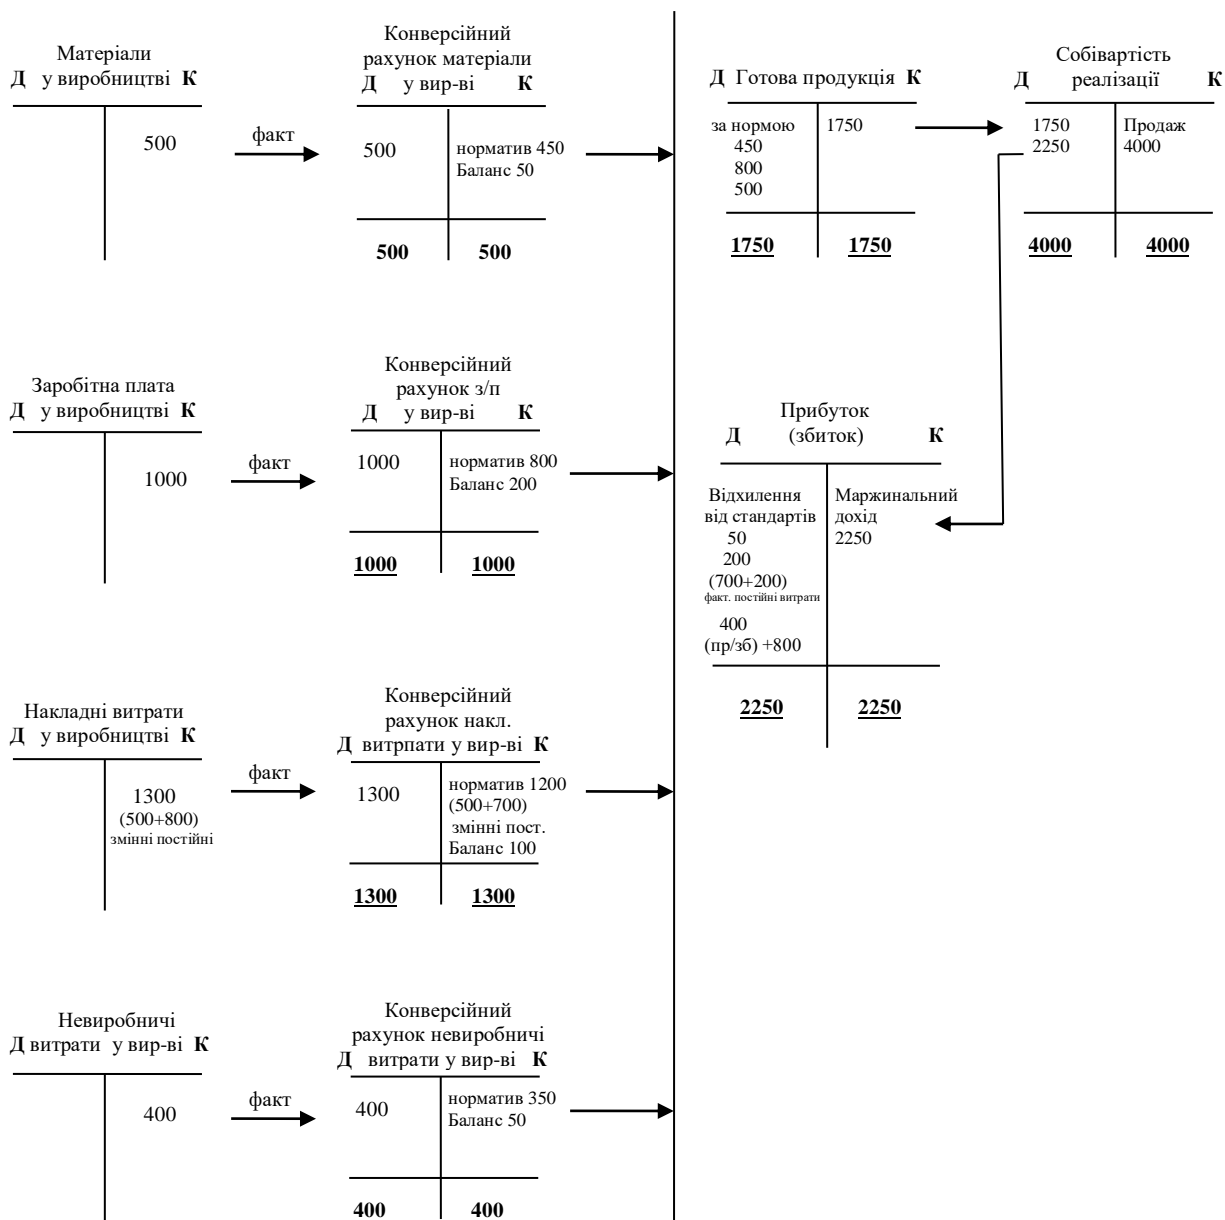 Матеріали
Д у виробництві К
500
факт
Конверсійний
рахунок матеріали
Д у вир-ві К
500
норматив 450
Баланс 50
500 500
Д Готова продукція К
за нормою
450
800
500
1750
1750 1750
Собівартість
Д реалізації К
1750
2250
Продаж
4000
4000 4000
Заробітна плата
Д у виробництві К
1000
факт
Конверсійний
рахунок з/п
Д у вир-ві К
1000
норматив 800
Баланс 200
1000 1000
Прибуток
Д (збиток) К
Відхилення
від стандартів
50
200
(700+200)
факт. постійні витрати
400
(пр/зб) +800
Маржинальний
дохід
2250
2250 2250
Накладні витрати
Д у виробництві К
1300
(500+800)
змінні постійні
факт
Конверсійний
рахунок накл.
Д витрпати у вир-ві К
1300
норматив 1200
(500+700)
змінні пост.
Баланс 100
1300 1300
Невиробничі
Д витрати у вир-ві К
400
факт
Конверсійний
рахунок невиробничі
Д витрати у вир-ві К
400
норматив 350
Баланс 50
400 400